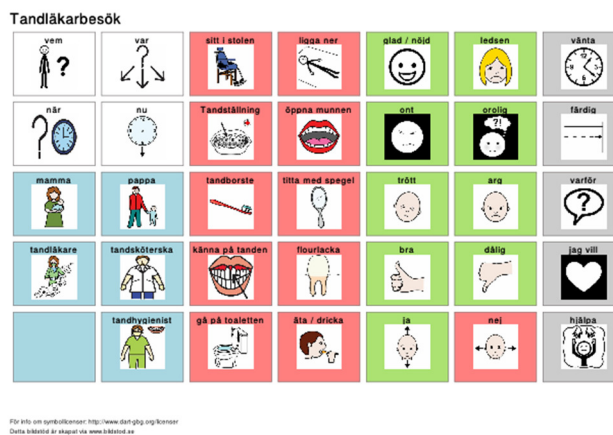 Tandläkarbesök
vem var sitt i stolen ligga ner glad / nöjd ledsen vänta
när nu Tandställning öppna munnen ont orolig färdig
mamma pappa tandborste titta med spegel trött arg varför
tandläkare tandsköterska känna på tanden flourlacka bra dålig jag vill
tandhygienist gå på toaletten äta / dricka ja nej hjälpa
För info om symbollicenser: http://www.dart-gbg.org/licenser
Detta bildstöd är skapat via www.bildstod.se